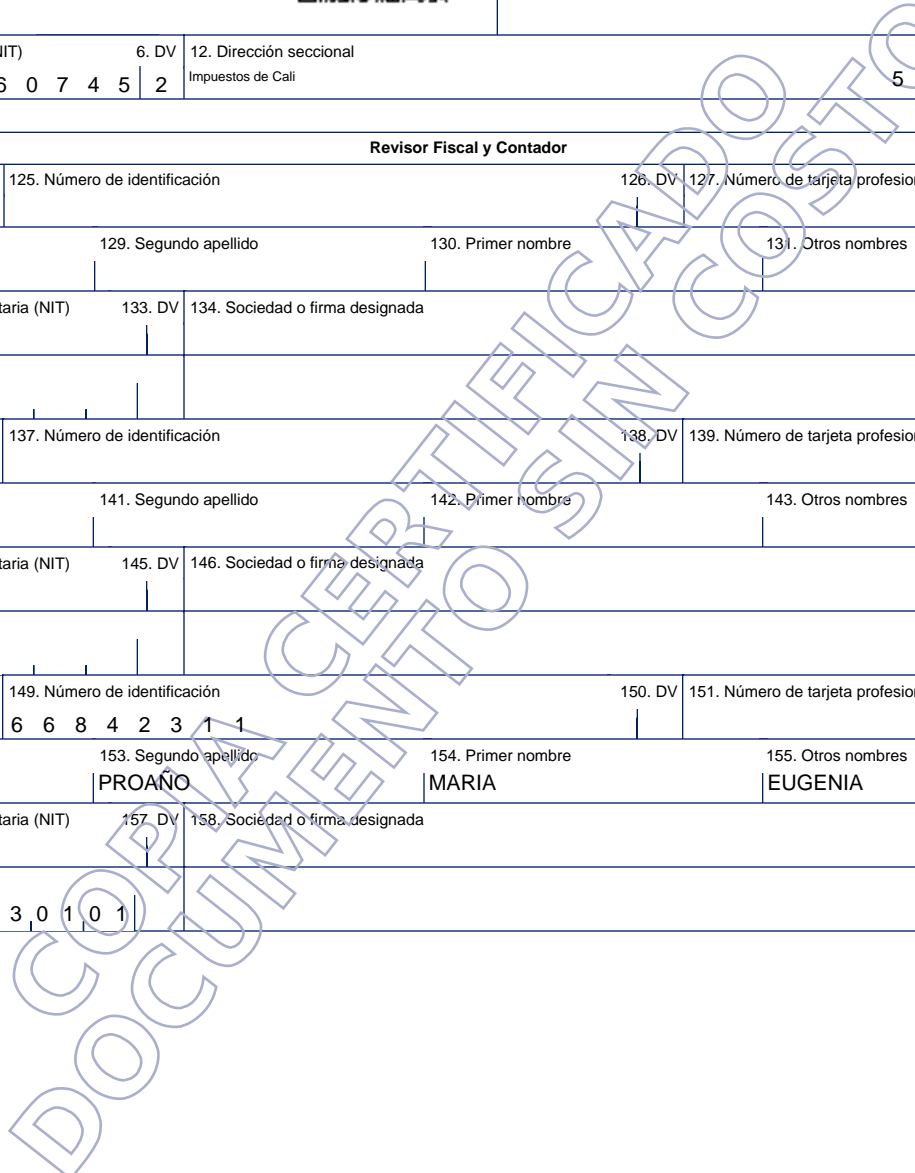 NIT) 6. DV 12. Dirección seccional
6 0 7 4 5 2 Impuestos de Cali 5
Revisor Fiscal y Contador
125. Número de identificación 126. DV 127. Número de tarjeta profesion
129. Segundo apellido 130. Primer nombre 131. Otros nombres
taria (NIT) 133. DV 134. Sociedad o firma designada
137. Número de identificación 138. DV 139. Número de tarjeta profesion
141. Segundo apellido 142. Primer nombre 143. Otros nombres
taria (NIT) 145. DV 146. Sociedad o firma designada
149. Número de identificación 150. DV 151. Número de tarjeta profesion
6 6 8 4 2 3 1 1
153. Segundo apellido 154. Primer nombre 155. Otros nombres
PROAÑO MARIA EUGENIA
taria (NIT) 157. DV 158. Sociedad o firma designada
3 0 1 0 1
COPIA CERTIFICADO
DOCUMENTO SIN COSTO